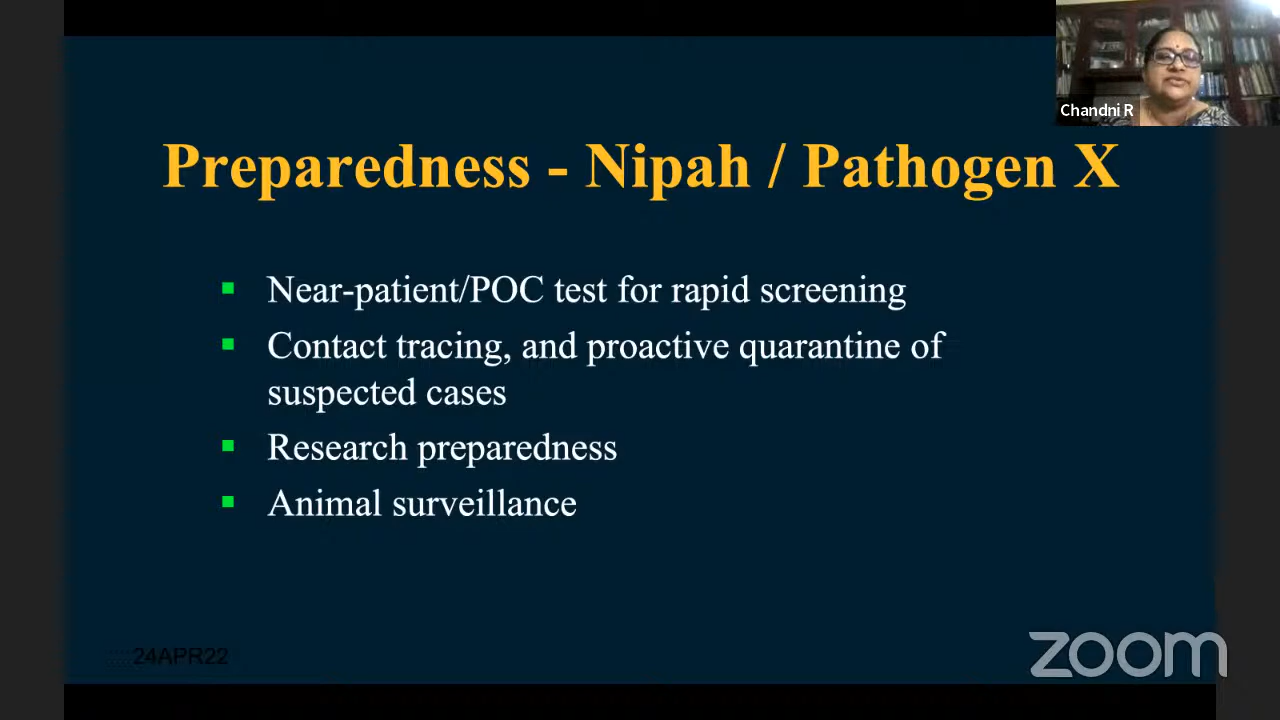 Chandni R
Preparedness - Nipah / Pathogen X
▪ Near-patient/POC test for rapid screening
▪ Contact tracing, and proactive quarantine of
suspected cases
▪ Research preparedness
▪ Animal surveillance
24APR22
zoom